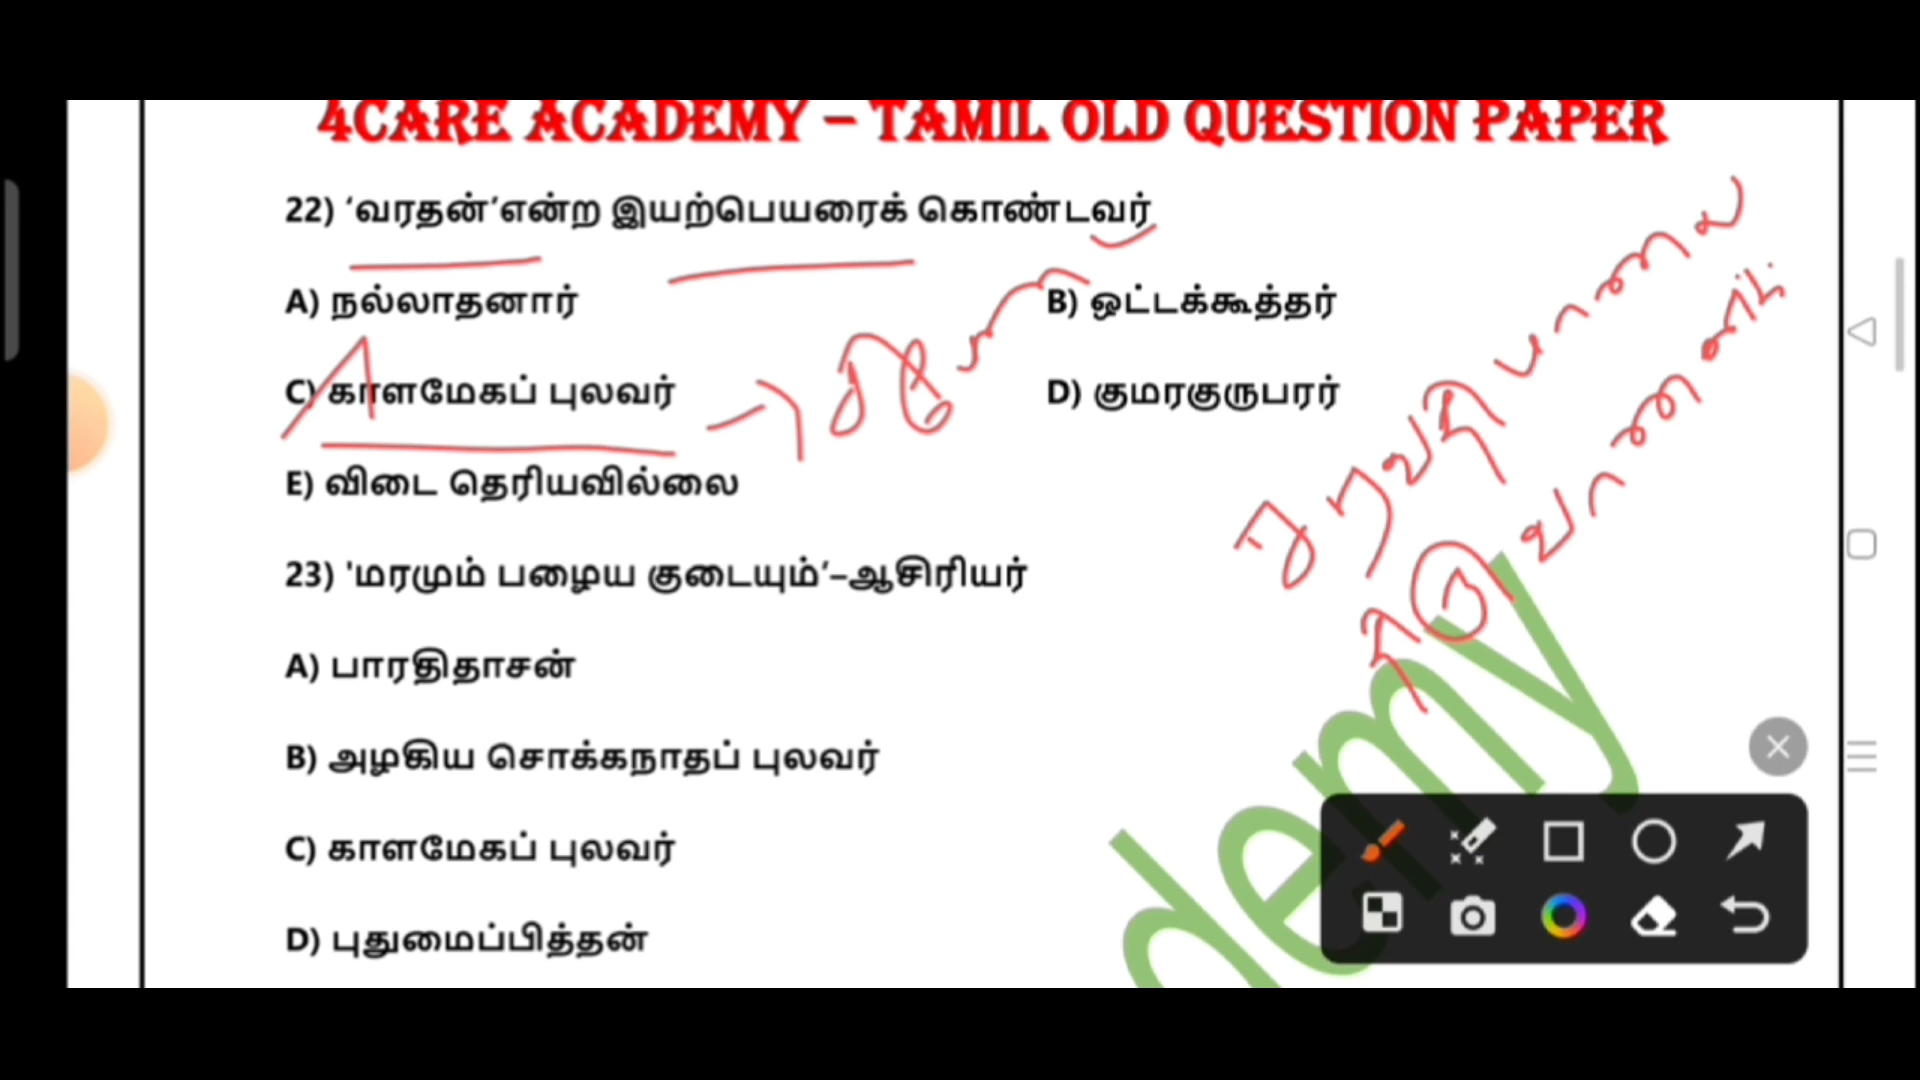 4CARE ACADEMY – TAMIL OLD QUESTION PAPER
22) ‘வரதன்’என்ற இயற்பெயரைக் கொண்டவர்
A) நல்லாதனார் B) ஒட்டக்கூத்தர்
C) காளமேகப் புலவர் D) குமரகுருபரர்
E) விடை தெரியவில்லை
23) 'மரமும் பழைய குடையும்’–ஆசிரியர்
A) பாரதிதாசன்
B) அழகிய சொக்கநாதப் புலவர்
C) காளமேகப் புலவர்
D) புதுமைப்பித்தன்
demy